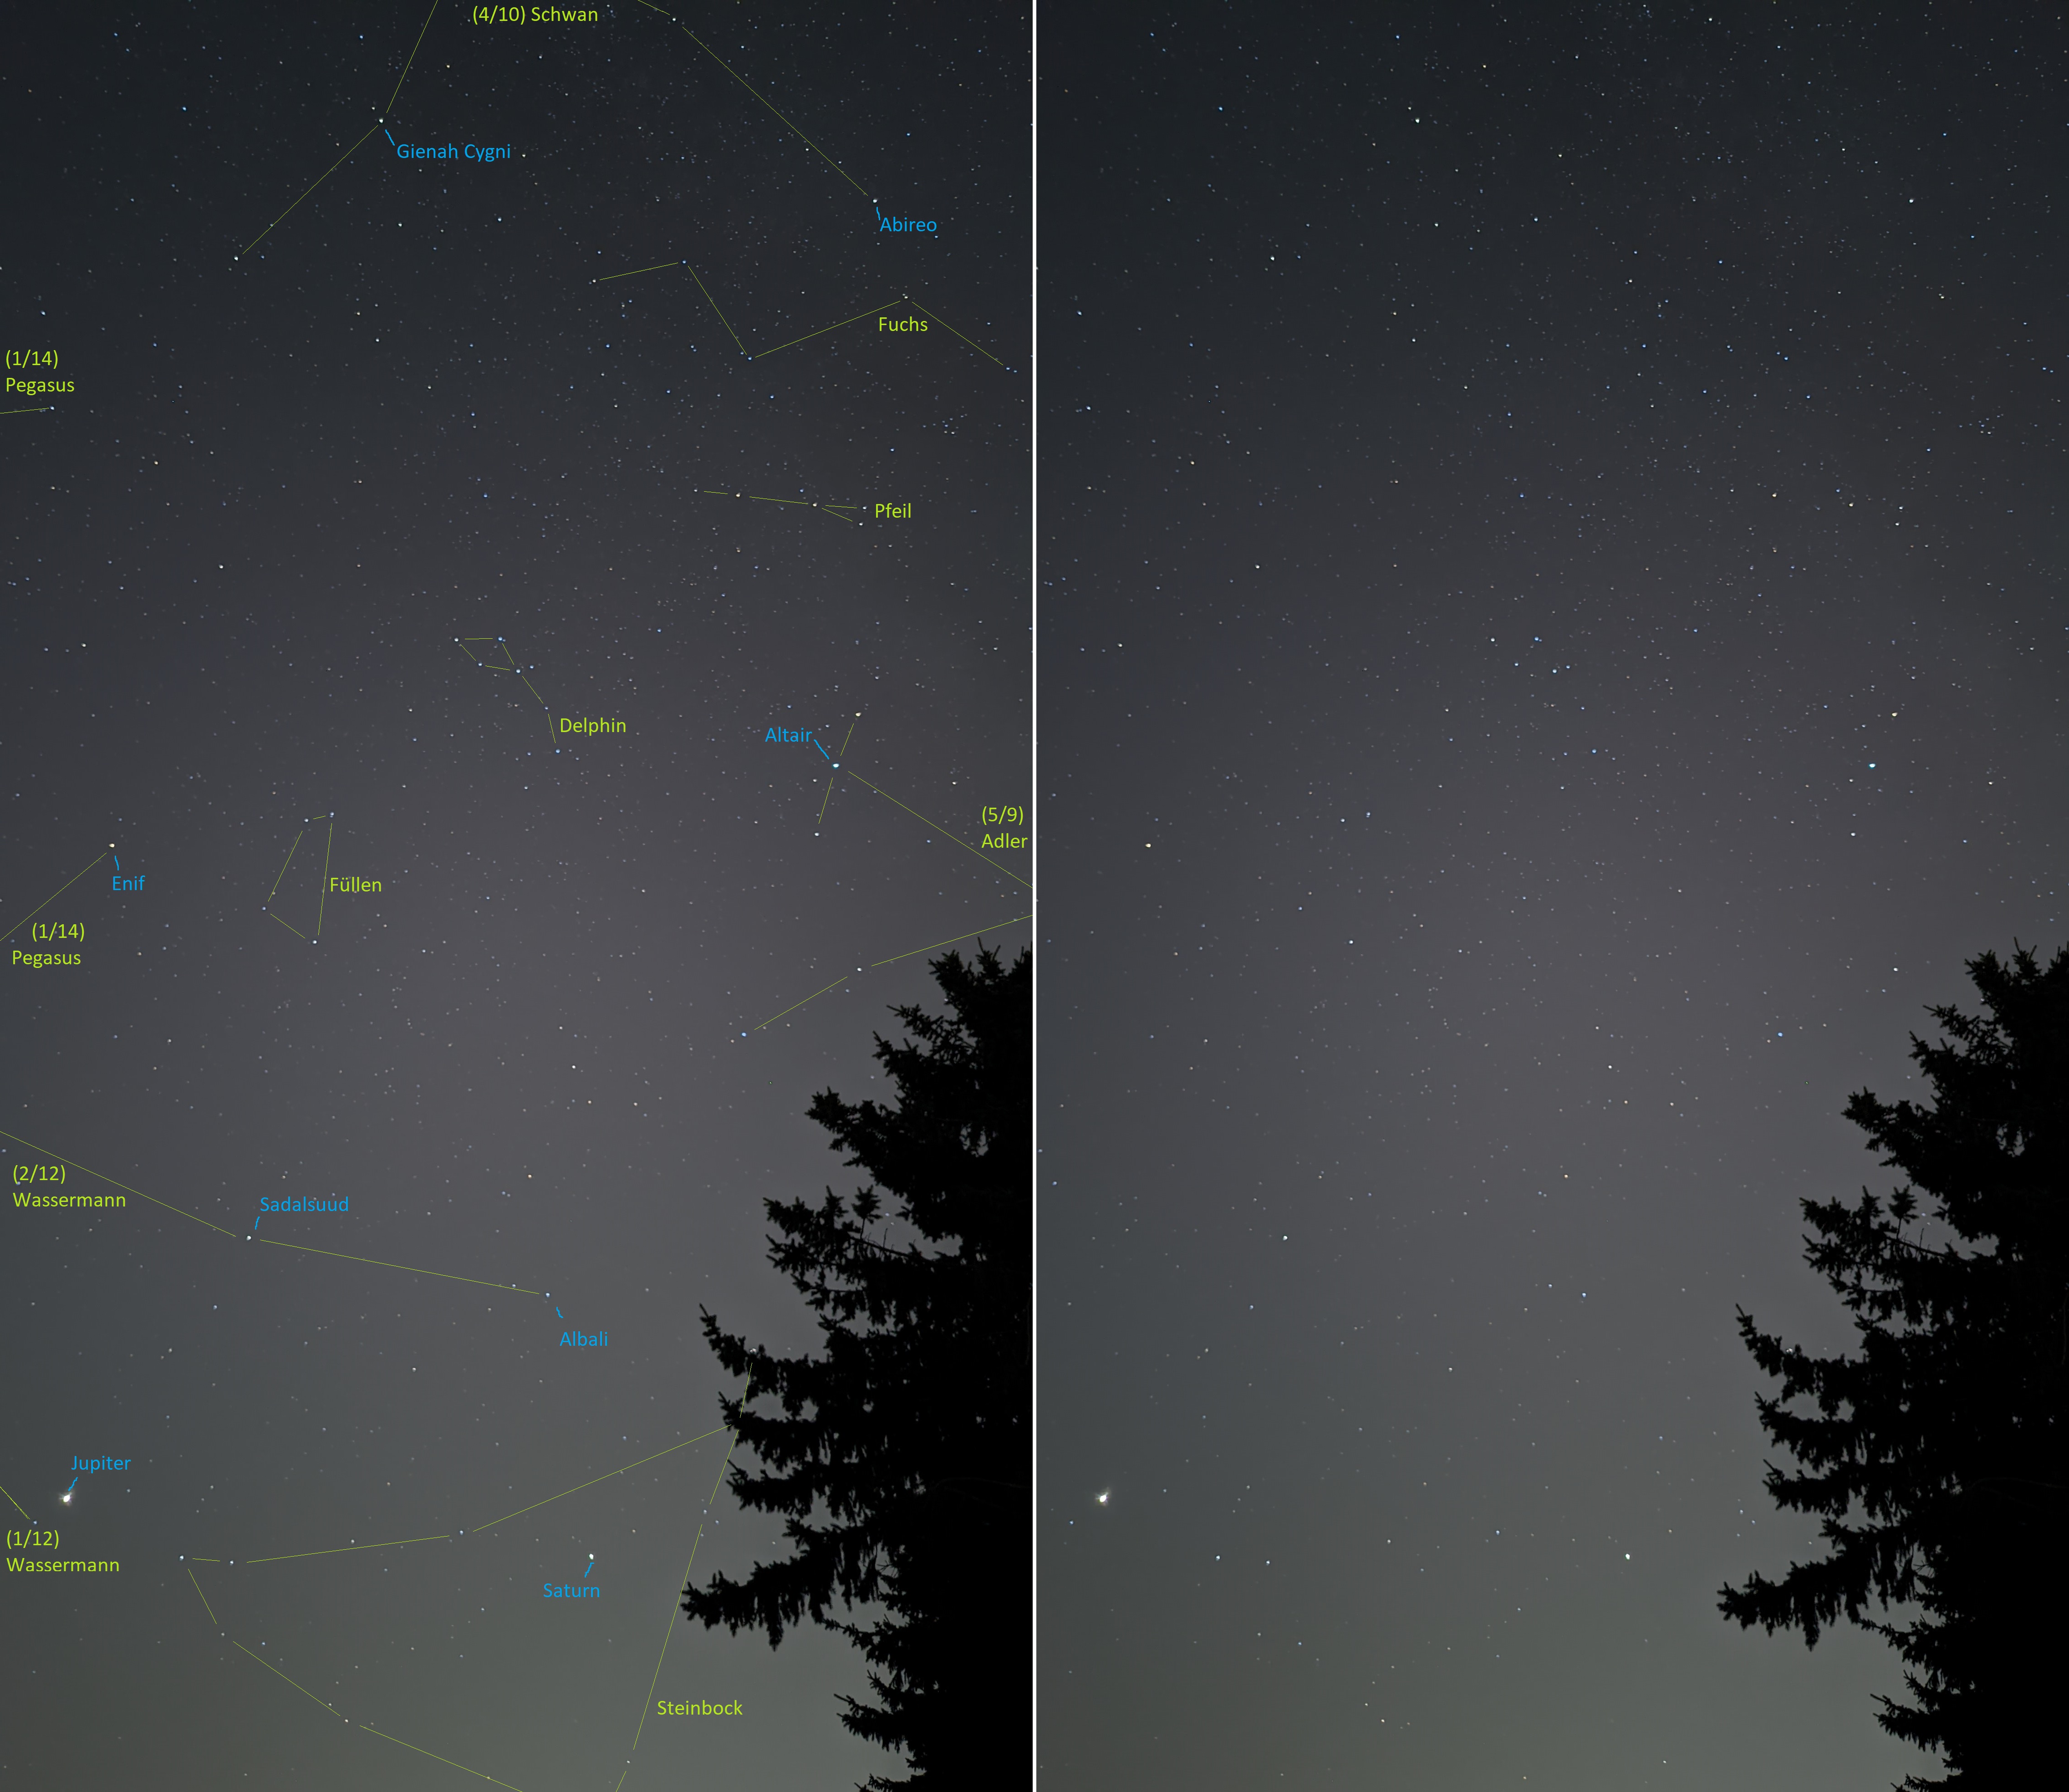 (4/10) Schwan
Gienah Cygni
Abireo
Fuchs
(1/14)
Pegasus
Pfeil
Delphin
Altair
(5/9)
Adler
Enif
Füllen
(1/14)
Pegasus
(2/12)
Wassermann
Sadalsuud
Albali
Jupiter
(1/12)
Wassermann
Saturn
Steinbock